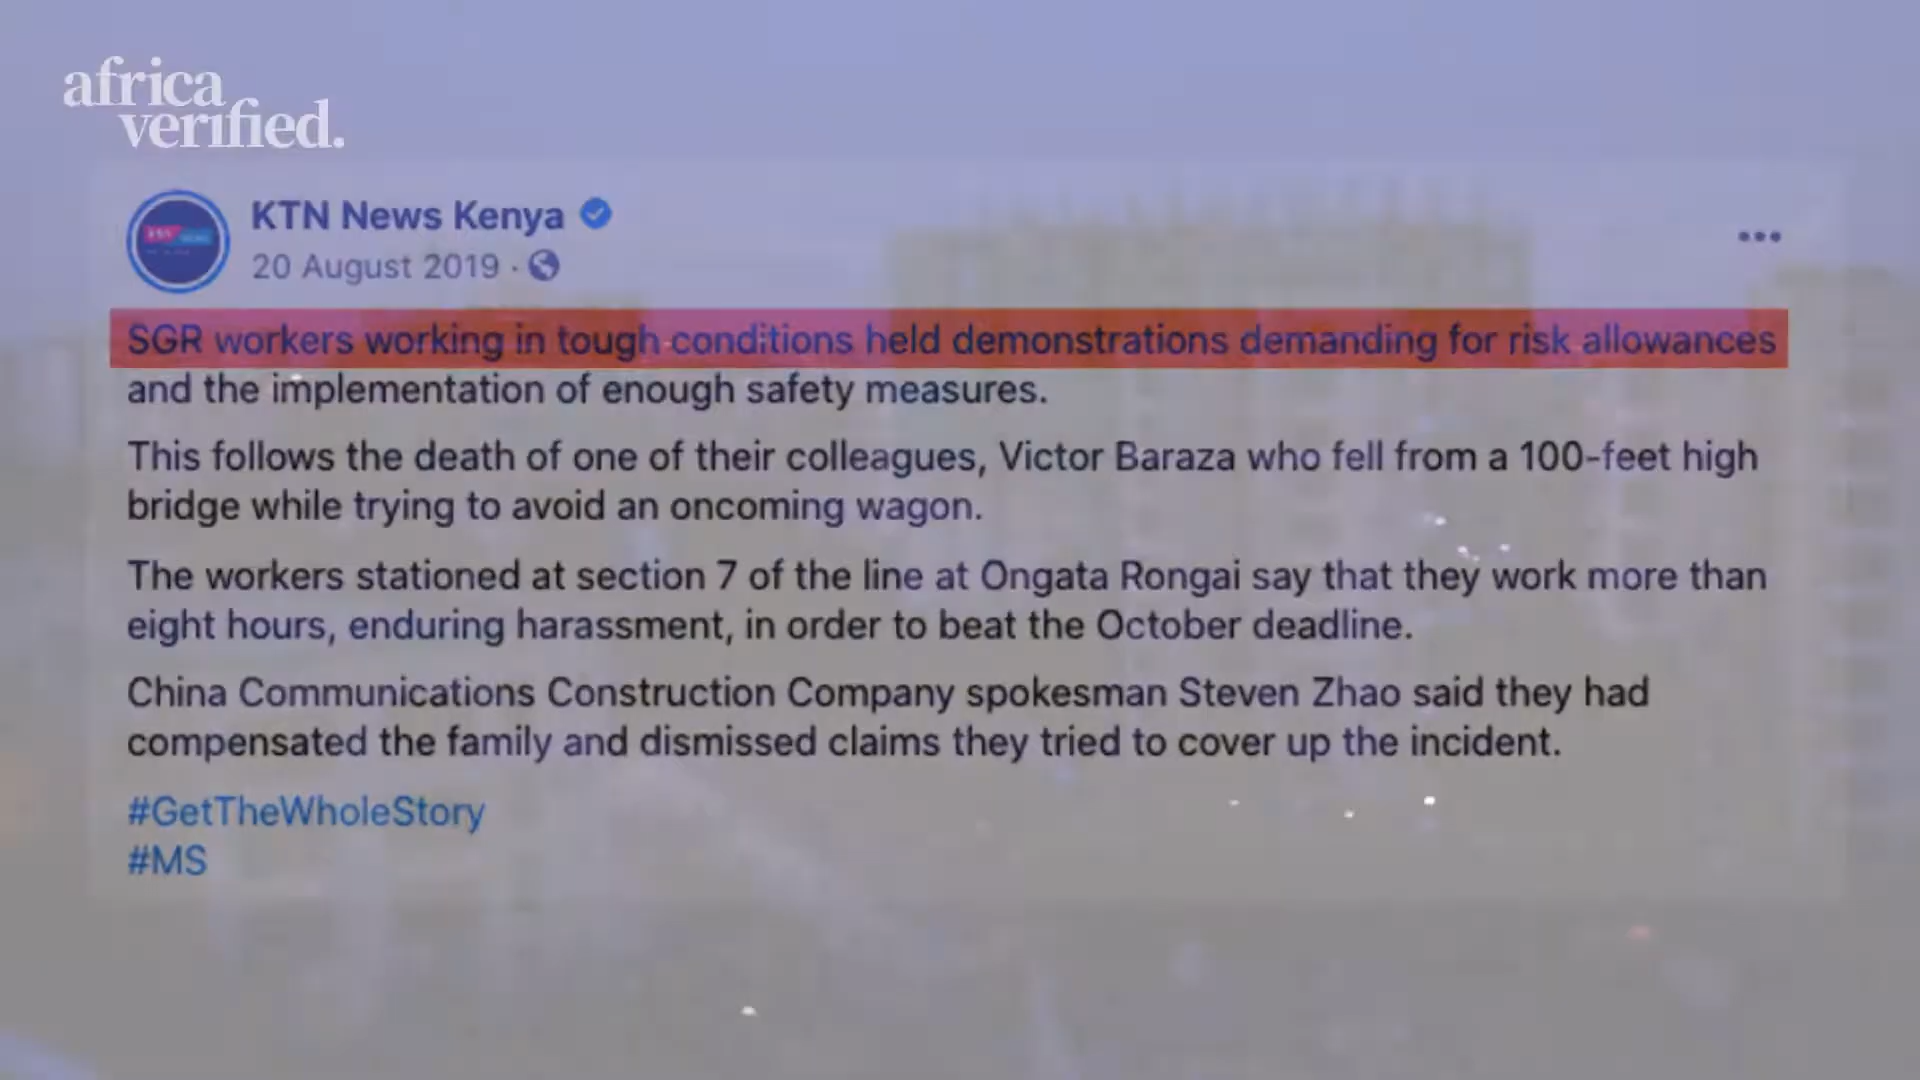 africa
verified.
KTN News Kenya
20 August 2019 ·
SGR workers working in tough conditions held demonstrations demanding for risk allowances
and the implementation of enough safety measures.
This follows the death of one of their colleagues, Victor Baraza who fell from a 100-feet high
bridge while trying to avoid an oncoming wagon.
The workers stationed at section 7 of the line at Ongata Rongai say that they work more than
eight hours, enduring harassment, in order to beat the October deadline.
China Communications Construction Company spokesman Steven Zhao said they had
compensated the family and dismissed claims they tried to cover up the incident.
#GetTheWholeStory
#MS